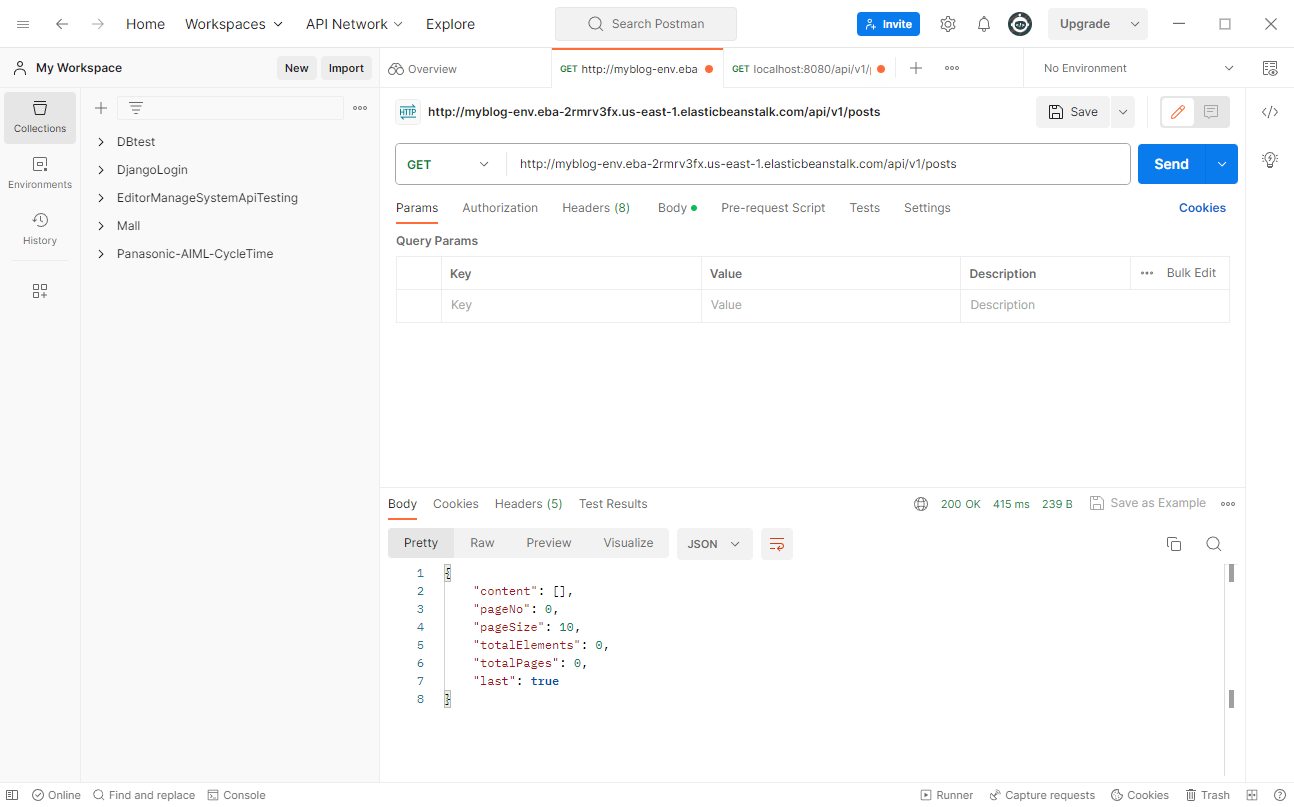 Home Workspaces API Network Explore Search Postman Invite Upgrade
My Workspace New Import Overview GET http://myblog-env.eba GET localhost:8080/api/v1/ No Environment
Collections
Environments
History
DBtest
DjangoLogin
EditorManageSystemApiTesting
Mall
Panasonic-AIML-CycleTime
HTTP http://myblog-env.eba-2rmrv3fx.us-east-1.elasticbeanstalk.com/api/v1/posts Save
GET http://myblog-env.eba-2rmrv3fx.us-east-1.elasticbeanstalk.com/api/v1/posts Send
Params Authorization Headers (8) Body Pre-request Script Tests Settings Cookies
Query Params
Key Value Description Bulk Edit
Key Value Description
Body Cookies Headers (5) Test Results 200 OK 415 ms 239 B Save as Example
Pretty Raw Preview Visualize JSON
1 {
2 "content": [],
3 "pageNo": 0,
4 "pageSize": 10,
5 "totalElements": 0,
6 "totalPages": 0,
7 "last": true
8 }
Online Find and replace Console Runner Capture requests Cookies Trash